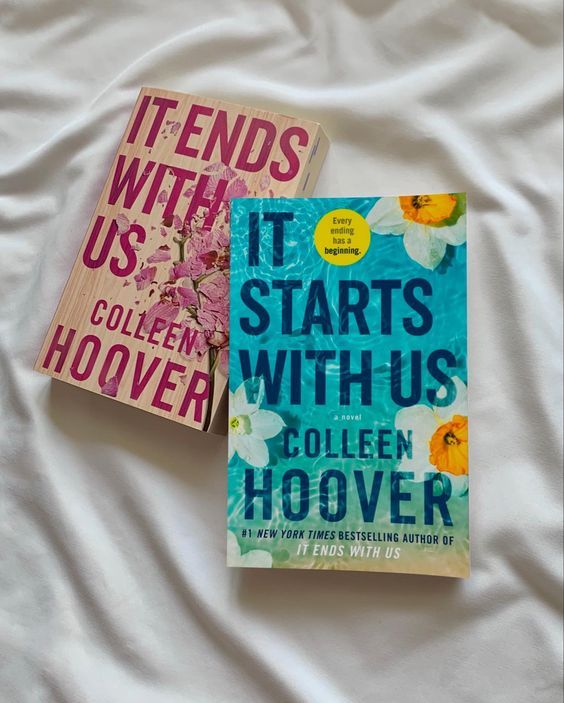 IT ENDS
WITH
US
COLLEEN
HOOVER
IT
Every
ending
has a
beginning.
STARTS
WITH US
a novel
COLLEEN
HOOVER
#1 NEW YORK TIMES BESTSELLING AUTHOR OF
IT ENDS WITH US